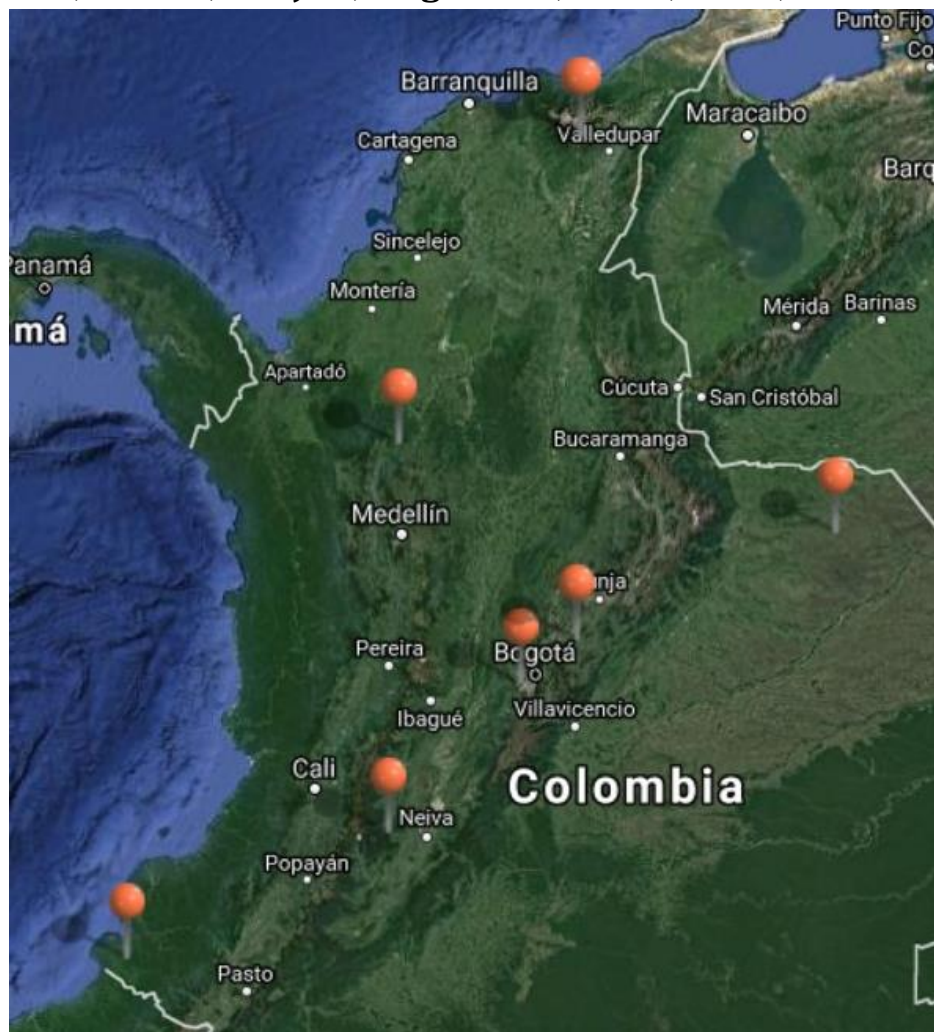 Punto Fijo
Barranquilla
Maracaibo
Valledupar
Cartagena
Barq
Sincelejo
Panamá
Montería
Mérida
Barinas
má
Apartadó
Cúcuta
San Cristóbal
Bucaramanga
Medellín
unja
Pereira
Bogotá
Ibagué
Villavicencio
Cali
Colombia
Neiva
Popayán
Pasto